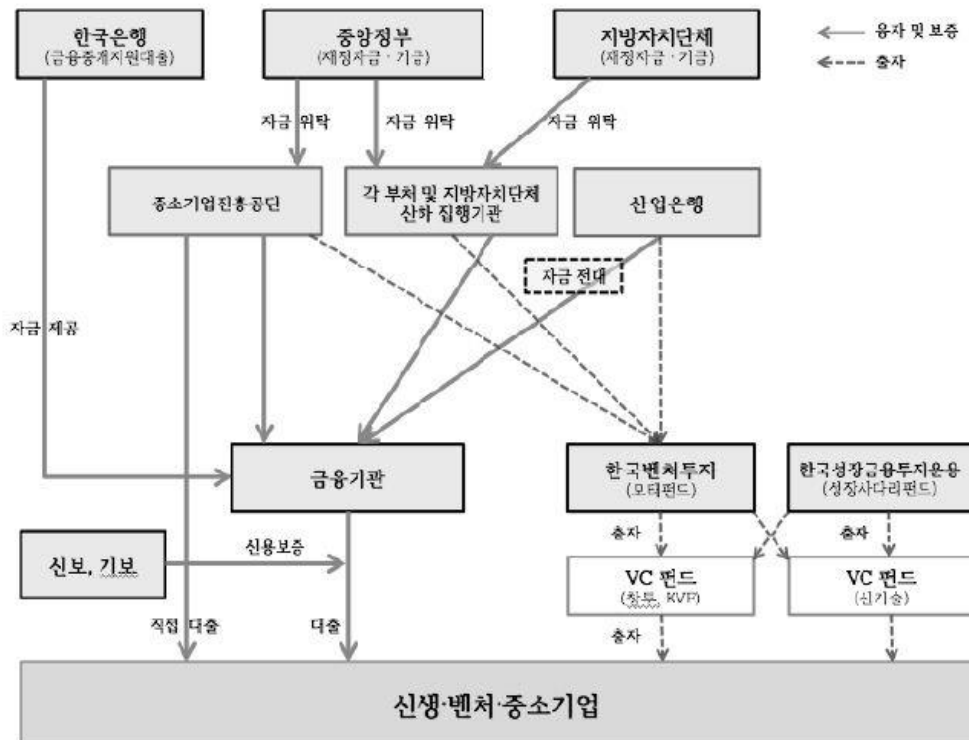 한국은행
(금융중개지원대출)
중앙정부
(재정자금·기금)
지방자치단체
(재정자금·기금)
융자 및 보증
출자
자금 위탁
자금 위탁
자금 위탁
중소기업진흥공단
각 부처 및 지방자치단체
산하 집행기관
산업은행
자금 전대
자금 제공
금융기관
한국벤처투자
(모태펀드)
한국성장금융투자운용
(성장사다리펀드)
신용보증
출자
출자
신보, 기보
VC 펀드
(창투, KVF)
VC 펀드
(신기술)
직접 대출
대출
출자
신생·벤처·중소기업